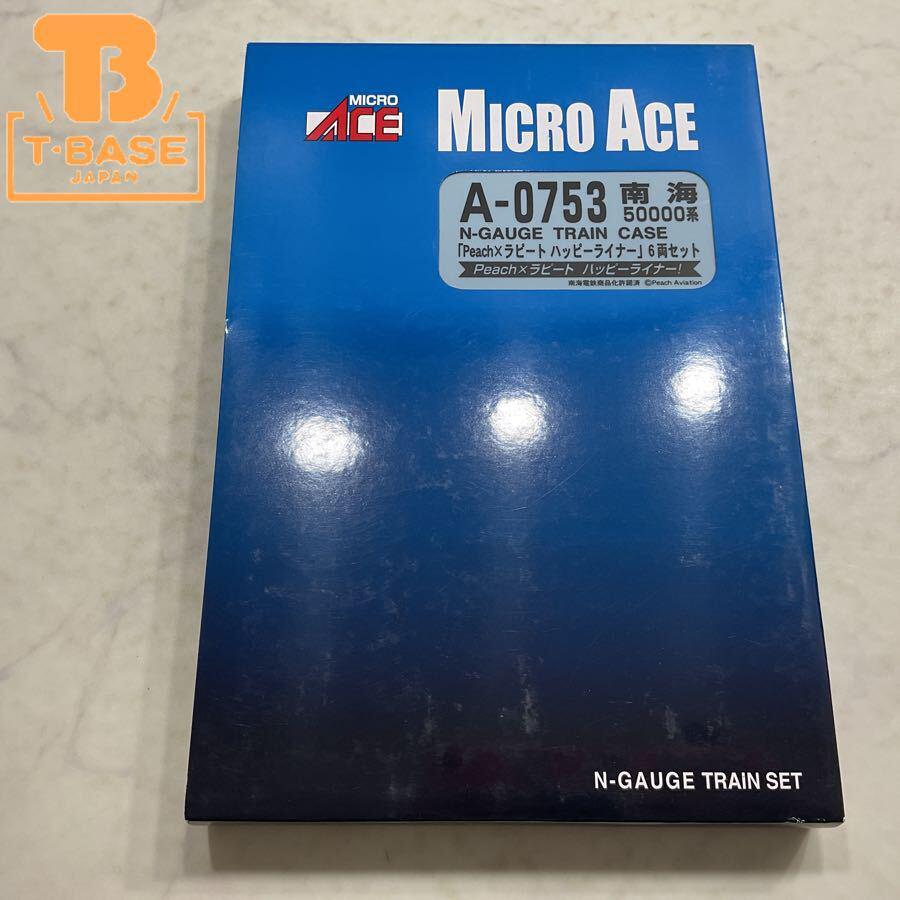 TB
T・BASE
JAPAN
MICRO
ACE
MICRO ACE
A-0753 南海
50000系
N-GAUGE TRAIN CASE
「Peach×ラピート ハッピーライナー」6両セット
Peach×ラピート ハッピーライナー!
南海電鉄商品化許諾済 ©Peach Aviation
N-GAUGE TRAIN SET